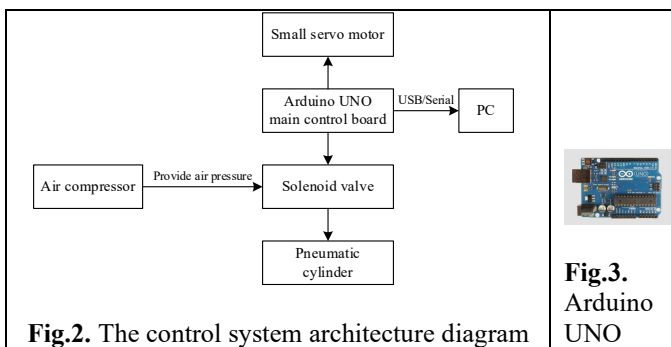 Small servo motor
Arduino UNO
main control board
USB/Serial
PC
Air compressor
Provide air pressure
Solenoid valve
Pneumatic
cylinder
Fig.2. The control system architecture diagram
UNO
Fig.3.
Arduino
UNO